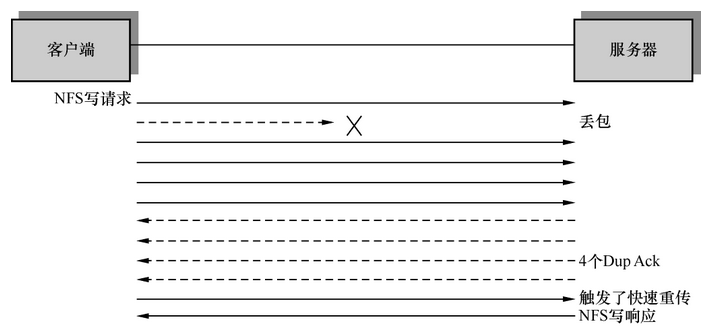 客户端
服务器
NFS写请求
丢包
4个Dup Ack
触发了快速重传
NFS写响应